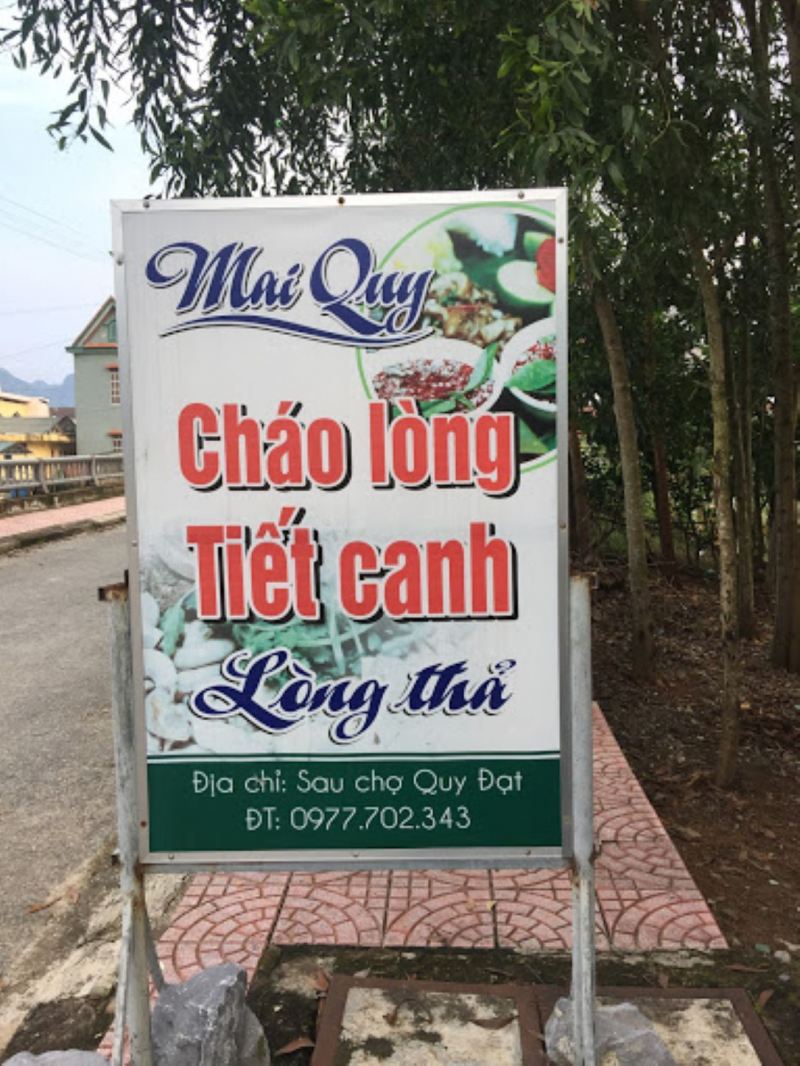 Mai Quy
Cháo lòng
Tiết canh
Lòng thả
Địa chỉ: Sau chợ Quy Đạt
ĐT: 0977.702.343